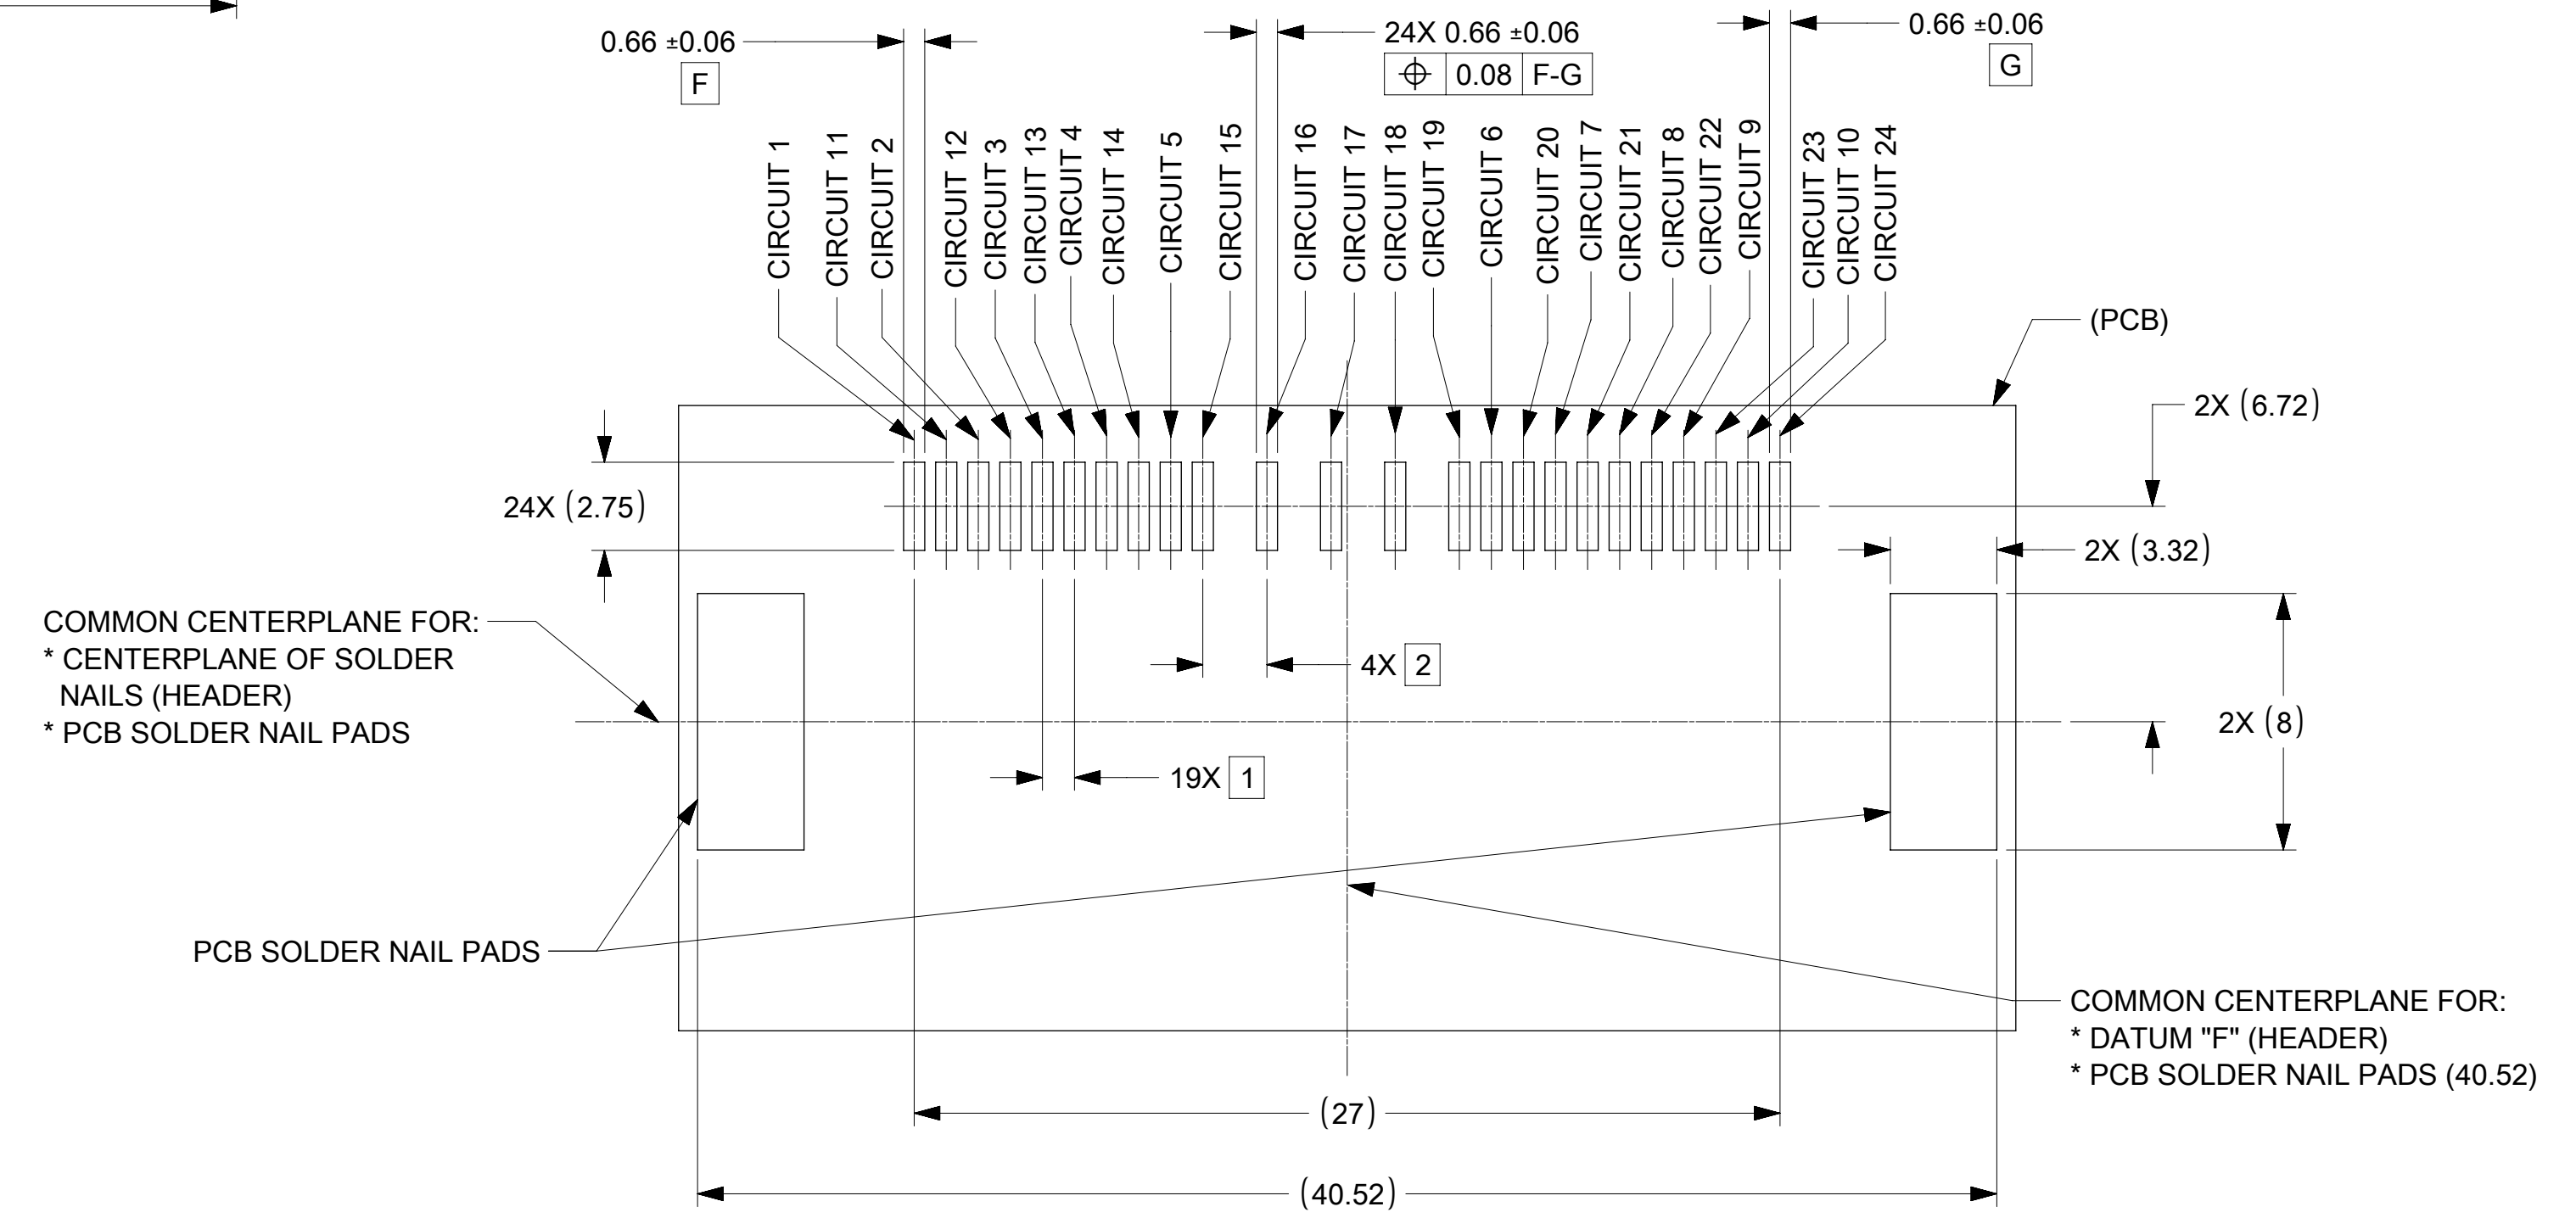 0.66 ±0.06
F
24X 0.66 ±0.06
⌖ 0.08 F-G
0.66 ±0.06
G
CIRCUIT 1
CIRCUIT 11
CIRCUIT 2
CIRCUIT 12
CIRCUIT 3
CIRCUIT 13
CIRCUIT 4
CIRCUIT 14
CIRCUIT 5
CIRCUIT 15
CIRCUIT 16
CIRCUIT 17
CIRCUIT 18
CIRCUIT 19
CIRCUIT 6
CIRCUIT 20
CIRCUIT 7
CIRCUIT 21
CIRCUIT 8
CIRCUIT 22
CIRCUIT 9
CIRCUIT 23
CIRCUIT 10
CIRCUIT 24
(PCB)
2X (6.72)
24X (2.75)
2X (3.32)
COMMON CENTERPLANE FOR:
* CENTERPLANE OF SOLDER
NAILS (HEADER)
* PCB SOLDER NAIL PADS
4X 2
2X (8)
19X 1
PCB SOLDER NAIL PADS
COMMON CENTERPLANE FOR:
* DATUM "F" (HEADER)
* PCB SOLDER NAIL PADS (40.52)
(27)
(40.52)